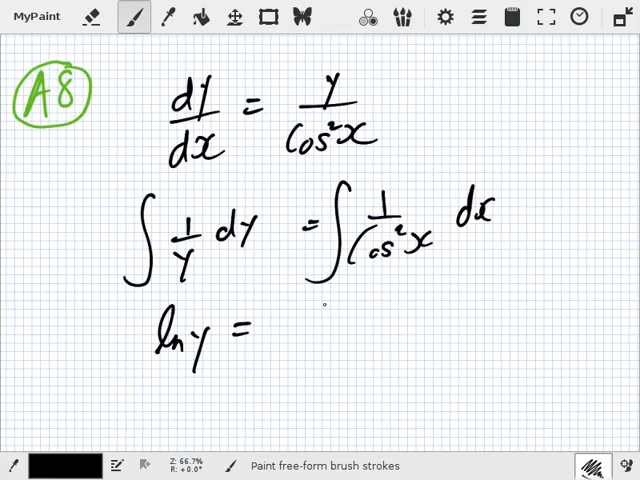 MyPaint
A8
dy/dx = y/cos²x
∫ 1/y dy = ∫ 1/cos²x dx
ln y =
Z: 66.7%
R: +0.0°
Paint free-form brush strokes